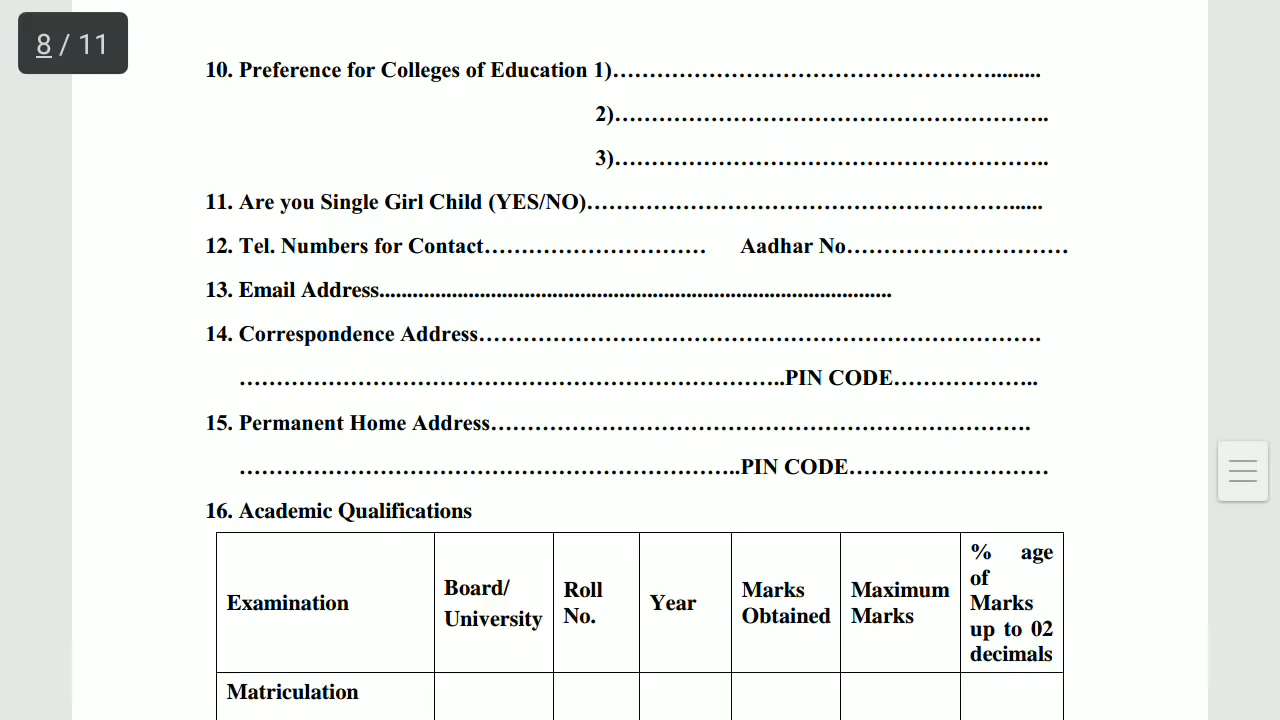 8 / 11
10. Preference for Colleges of Education 1)…………………………………………….........
2)…………………………………………………..
3)…………………………………………………..
11. Are you Single Girl Child (YES/NO)…………………………………………………......
12. Tel. Numbers for Contact………………………… Aadhar No…………………………
13. Email Address............................................................................................
14. Correspondence Address………………………………………………………………….
………………………………………………………………..PIN CODE………………..
15. Permanent Home Address……………………………………………………………….
…………………………………………………………..PIN CODE………………………
16. Academic Qualifications
Examination
Board/
University
Roll
No.
Year
Marks
Obtained
Maximum
Marks
% age
of
Marks
up to 02
decimals
Matriculation